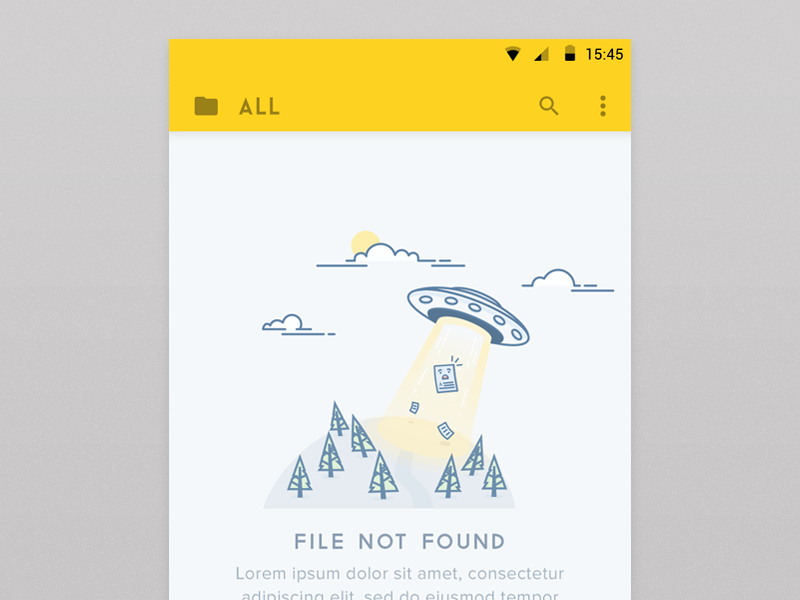 15:45
ALL
FILE NOT FOUND
Lorem ipsum dolor sit amet, consectetur
adipiscing elit, sed do eiusmod tempor